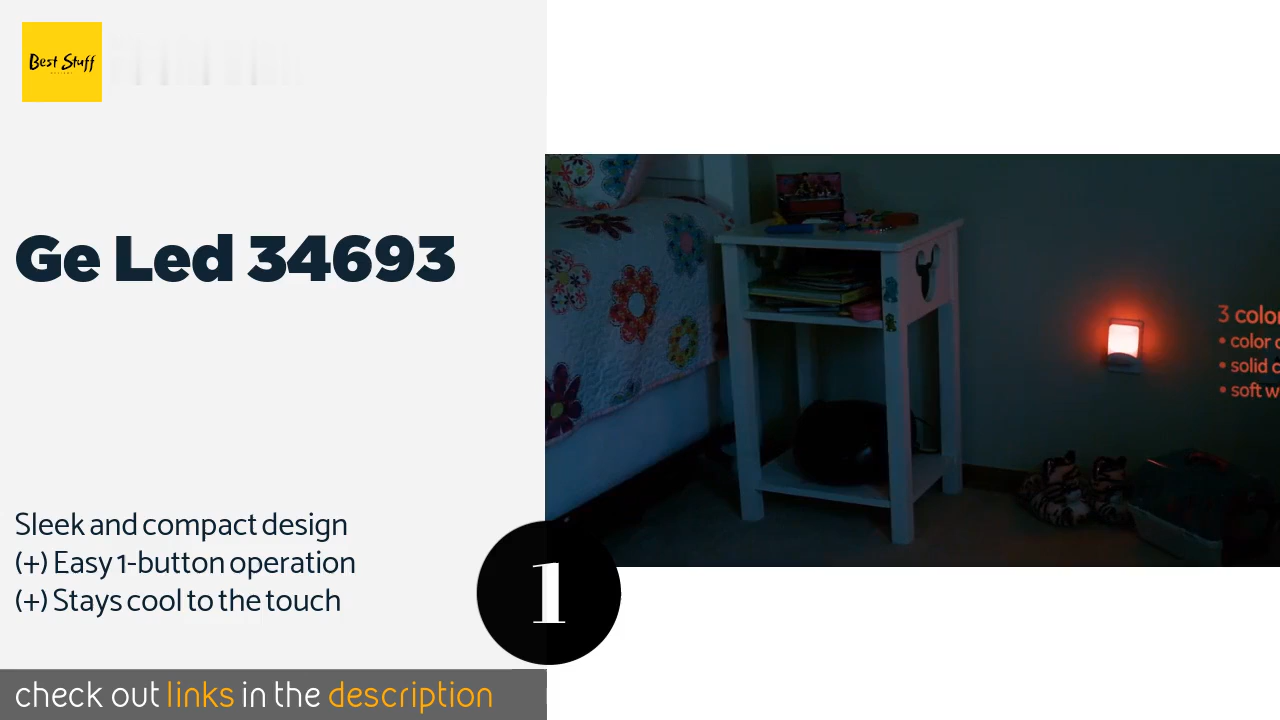 Best Stuff
Ge Led 34693
3 color
• color
• solid
• soft
Sleek and compact design
(+) Easy 1-button operation
(+) Stays cool to the touch
1
check out links in the description